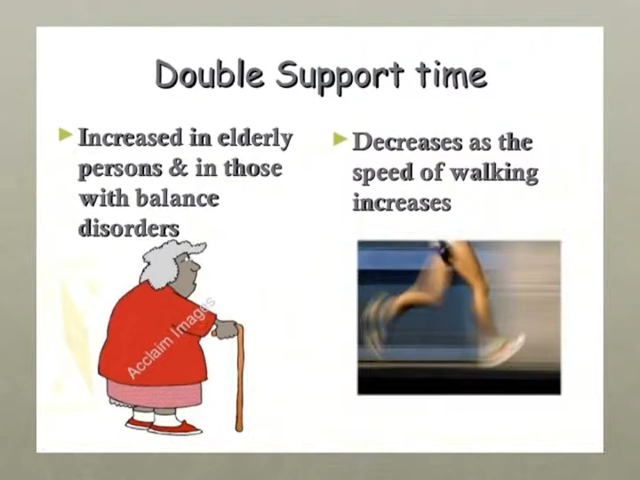 Double Support time
Increased in elderly
persons & in those
with balance
disorders
Decreases as the
speed of walking
increases
Acclaim Images